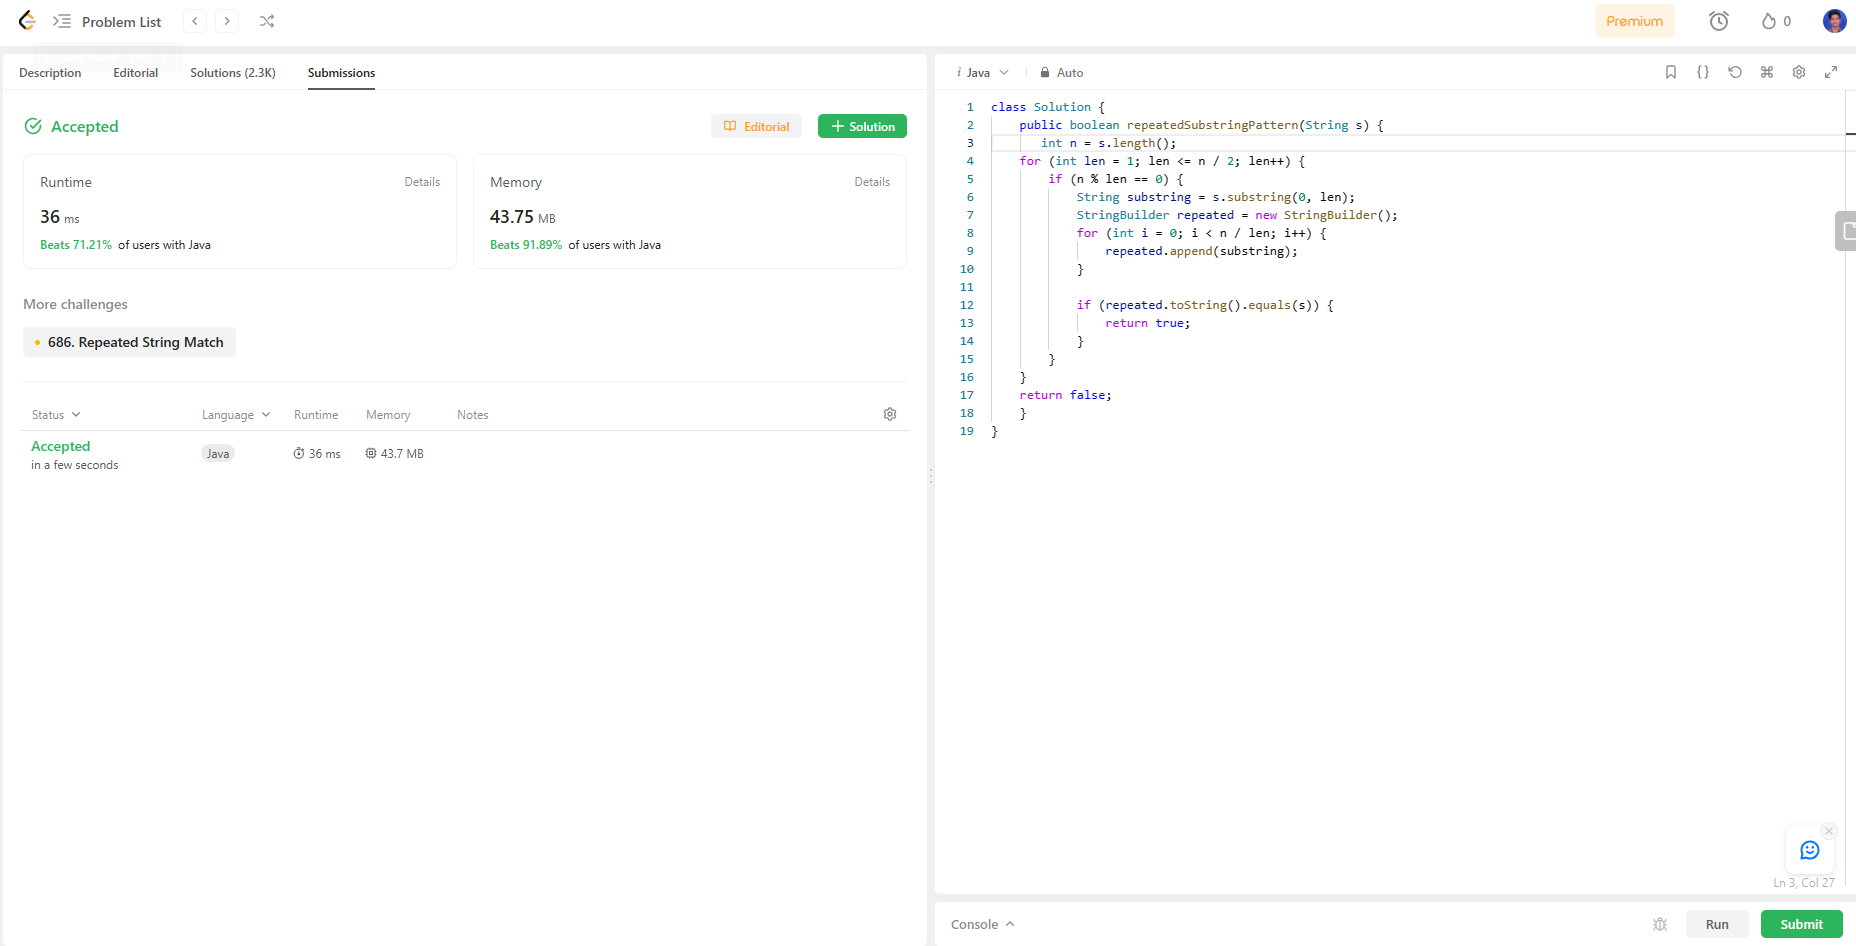 Problem List
Premium
0
Description
Editorial
Solutions (2.3K)
Submissions
Accepted
Editorial
Solution
Runtime
Details
36 ms
Beats 71.21% of users with Java
Memory
Details
43.75 MB
Beats 91.89% of users with Java
More challenges
686. Repeated String Match
Status
Language
Runtime
Memory
Notes
Accepted
in a few seconds
Java
36 ms
43.7 MB
i Java
Auto
1 class Solution {
2     public boolean repeatedSubstringPattern(String s) {
3        int n = s.length();
4     for (int len = 1; len <= n / 2; len++) {
5         if (n % len == 0) {
6             String substring = s.substring(0, len);
7             StringBuilder repeated = new StringBuilder();
8             for (int i = 0; i < n / len; i++) {
9                 repeated.append(substring);
10             }
11
12             if (repeated.toString().equals(s)) {
13                 return true;
14             }
15         }
16     }
17     return false;
18     }
19 }
Ln 3, Col 27
Console
Run
Submit